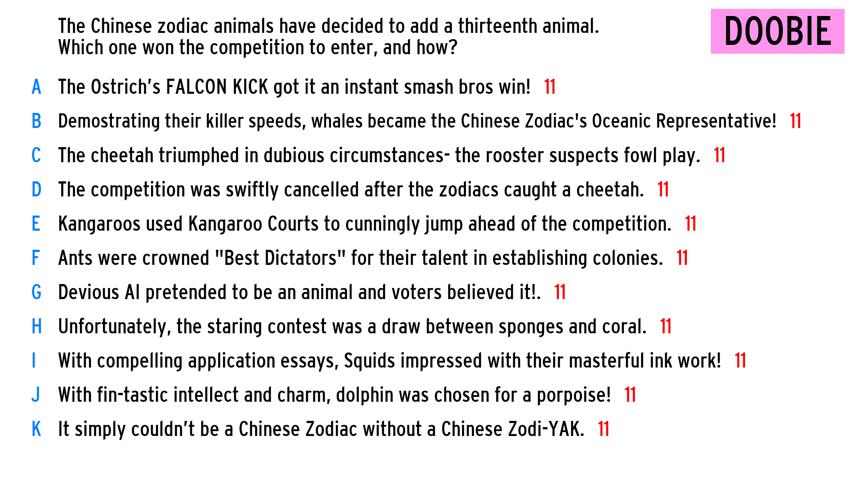 The Chinese zodiac animals have decided to add a thirteenth animal.
Which one won the competition to enter, and how?
DOOBIE
A The Ostrich's FALCON KICK got it an instant smash bros win! 11
B Demostrating their killer speeds, whales became the Chinese Zodiac's Oceanic Representative! 11
C The cheetah triumphed in dubious circumstances- the rooster suspects fowl play. 11
D The competition was swiftly cancelled after the zodiacs caught a cheetah. 11
E Kangaroos used Kangaroo Courts to cunningly jump ahead of the competition. 11
F Ants were crowned "Best Dictators" for their talent in establishing colonies. 11
G Devious AI pretended to be an animal and voters believed it!. 11
H Unfortunately, the staring contest was a draw between sponges and coral. 11
I With compelling application essays, Squids impressed with their masterful ink work! 11
J With fin-tastic intellect and charm, dolphin was chosen for a porpoise! 11
K It simply couldn't be a Chinese Zodiac without a Chinese Zodi-YAK. 11